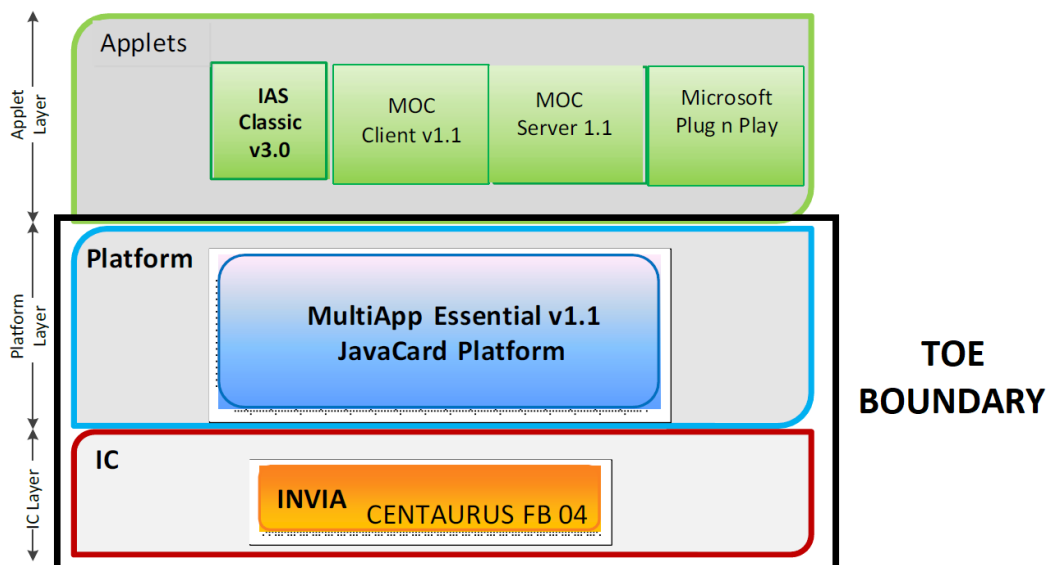 Applet
Layer
Applets
IAS
Classic
v3.0
MOC
Client v1.1
MOC
Server 1.1
Microsoft
Plug n Play
Platform
Layer
Platform
MultiApp Essential v1.1
JavaCard Platform
TOE
BOUNDARY
IC Layer
IC
INVIA
CENTAURUS FB 04